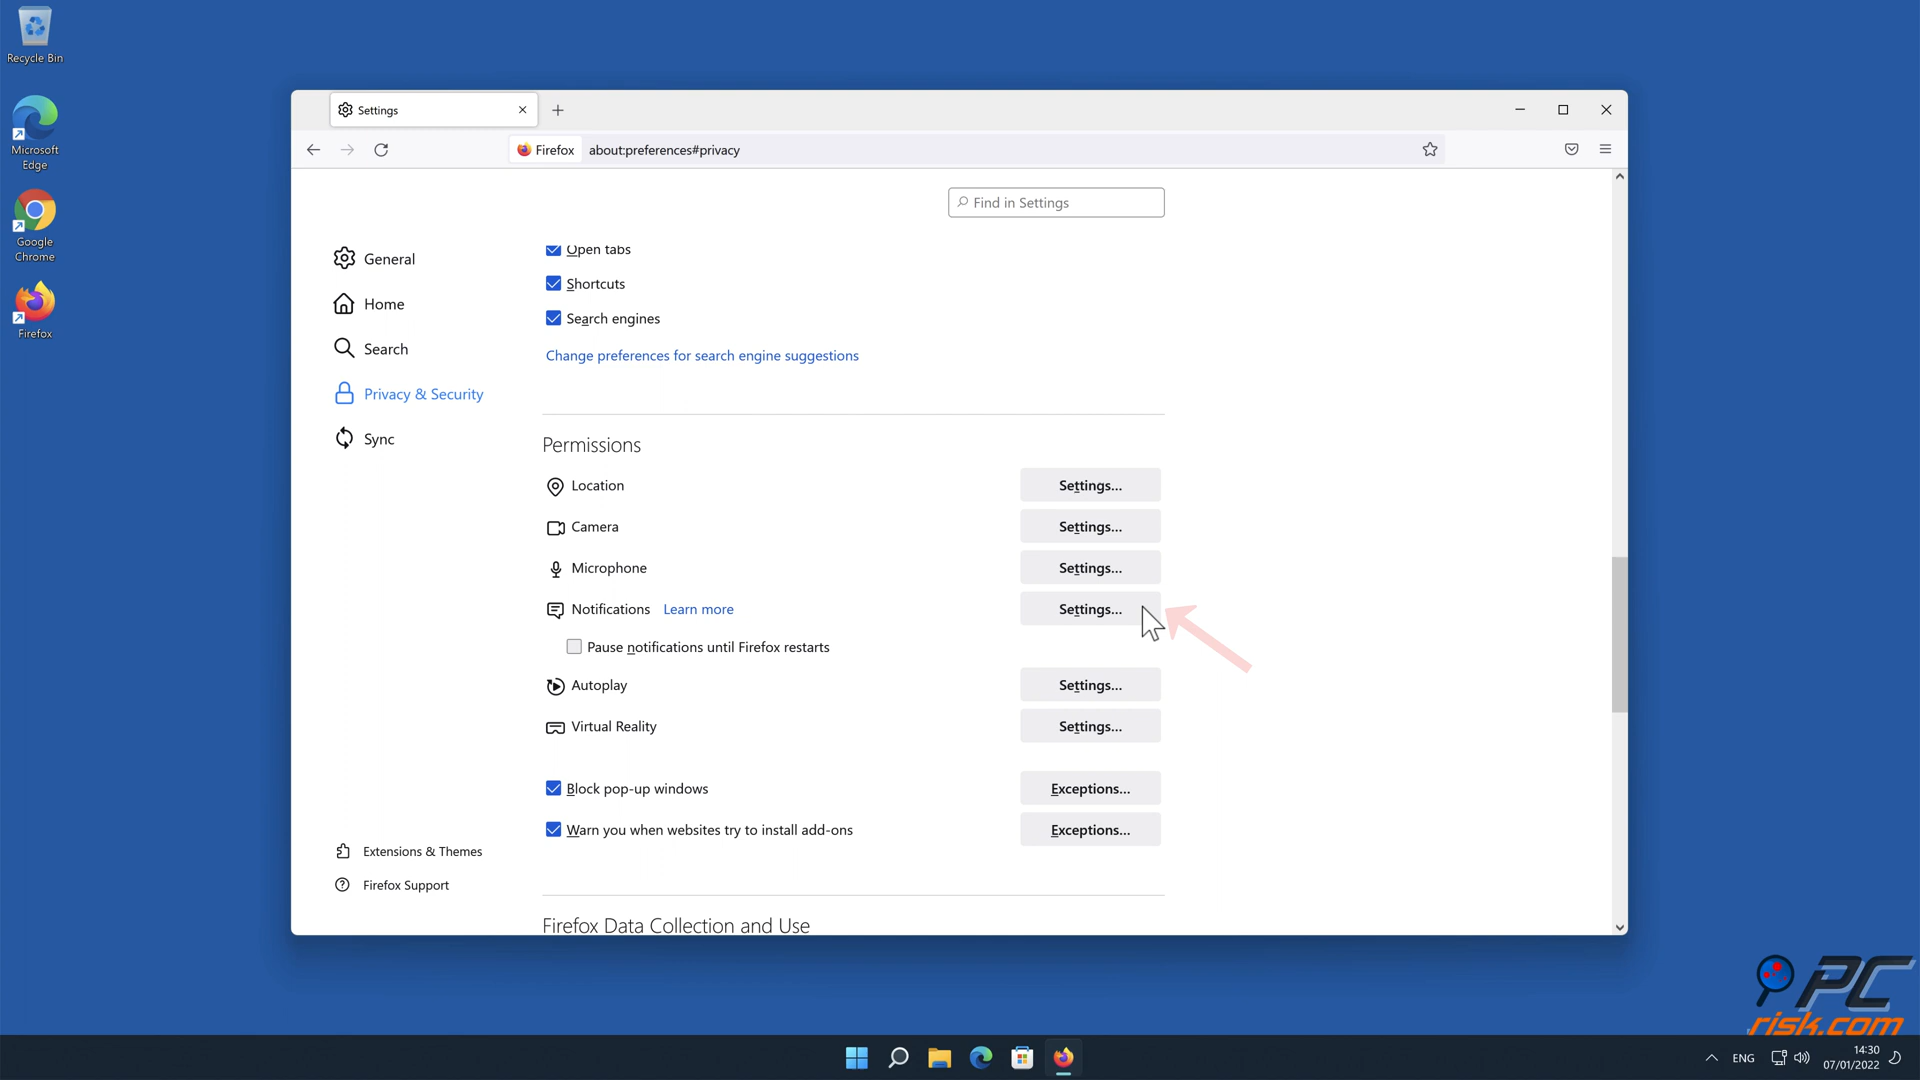 Recycle Bin
Microsoft
Edge
Google
Chrome
Firefox
Settings
Firefox
about:preferences#privacy
Find in Settings
General
Home
Search
Privacy & Security
Sync
Extensions & Themes
Firefox Support
Open tabs
Shortcuts
Search engines
Change preferences for search engine suggestions
Permissions
Location Settings...
Camera Settings...
Microphone Settings...
Notifications Learn more Settings...
Pause notifications until Firefox restarts
Autoplay Settings...
Virtual Reality Settings...
Block pop-up windows Exceptions...
Warn you when websites try to install add-ons Exceptions...
Firefox Data Collection and Use
PC
risk.com
ENG
14:30
07/01/2022